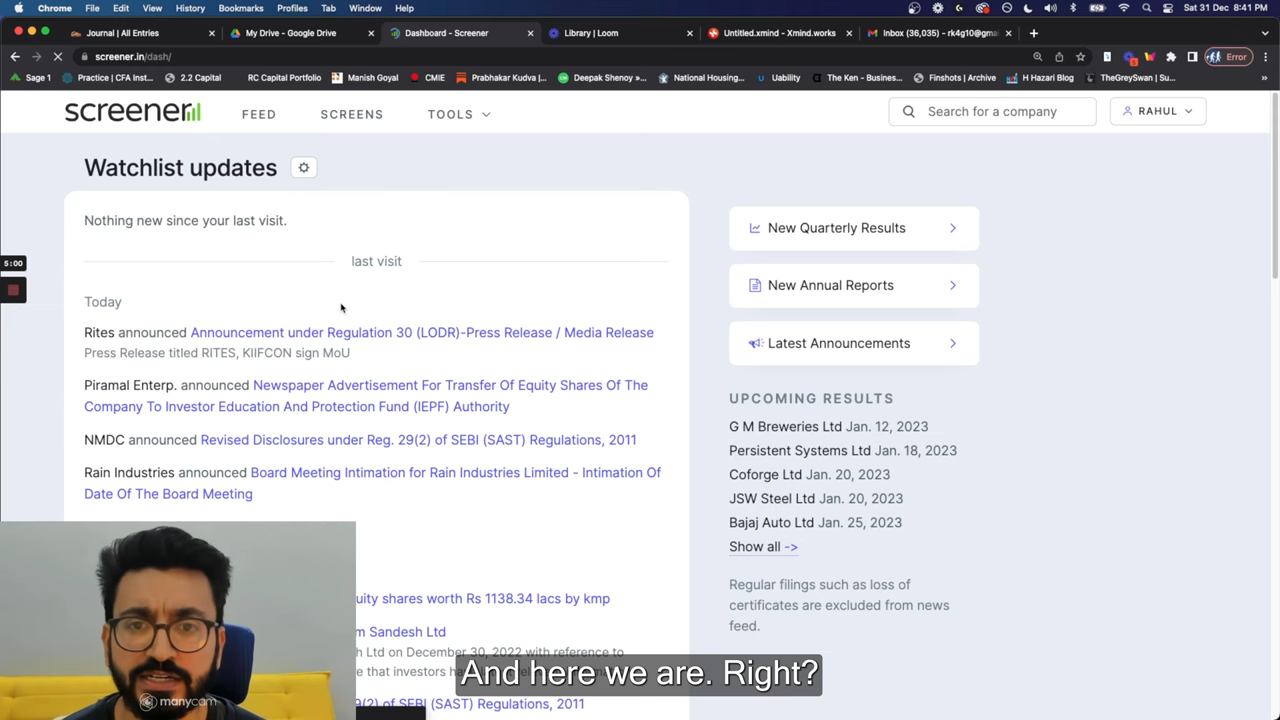 Chrome File Edit View History Bookmarks Profiles Tab Window Help Sat 31 Dec 8:41 PM
Journal | All Entries My Drive - Google Drive Dashboard - Screener Library | Loom Untitled.xmind - Xmind.works Inbox (36,035) - rk4g10@gma
screener.in/dash/ Error
Sage 1 Practice | CFA Inst... 2.2 Capital RC Capital Portfolio Manish Goyal CMIE Prabhakar Kudva |... Deepak Shenoy »... National Housing... Uability The Ken - Busines... Finshots | Archive H Hazari Blog TheGreySwan | Su...
screener FEED SCREENS TOOLS Search for a company RAHUL
Watchlist updates
Nothing new since your last visit.
last visit
Today
Rites announced Announcement under Regulation 30 (LODR)-Press Release / Media Release
Press Release titled RITES, KIIFCON sign MoU
Piramal Enterp. announced Newspaper Advertisement For Transfer Of Equity Shares Of The
Company To Investor Education And Protection Fund (IEPF) Authority
NMDC announced Revised Disclosures under Reg. 29(2) of SEBI (SAST) Regulations, 2011
Rain Industries announced Board Meeting Intimation for Rain Industries Limited - Intimation Of
Date Of The Board Meeting
uity shares worth Rs 1138.34 lacs by kmp
m Sandesh Ltd
h Ltd on December 30, 2022 with reference to
e that investors
9(2) of SEBI (SAST) Regulations, 2011
New Quarterly Results
New Annual Reports
Latest Announcements
UPCOMING RESULTS
G M Breweries Ltd Jan. 12, 2023
Persistent Systems Ltd Jan. 18, 2023
Coforge Ltd Jan. 20, 2023
JSW Steel Ltd Jan. 20, 2023
Bajaj Auto Ltd Jan. 25, 2023
Show all ->
Regular filings such as loss of
certificates are excluded from news
feed.
5:00
manycam
And here we are. Right?